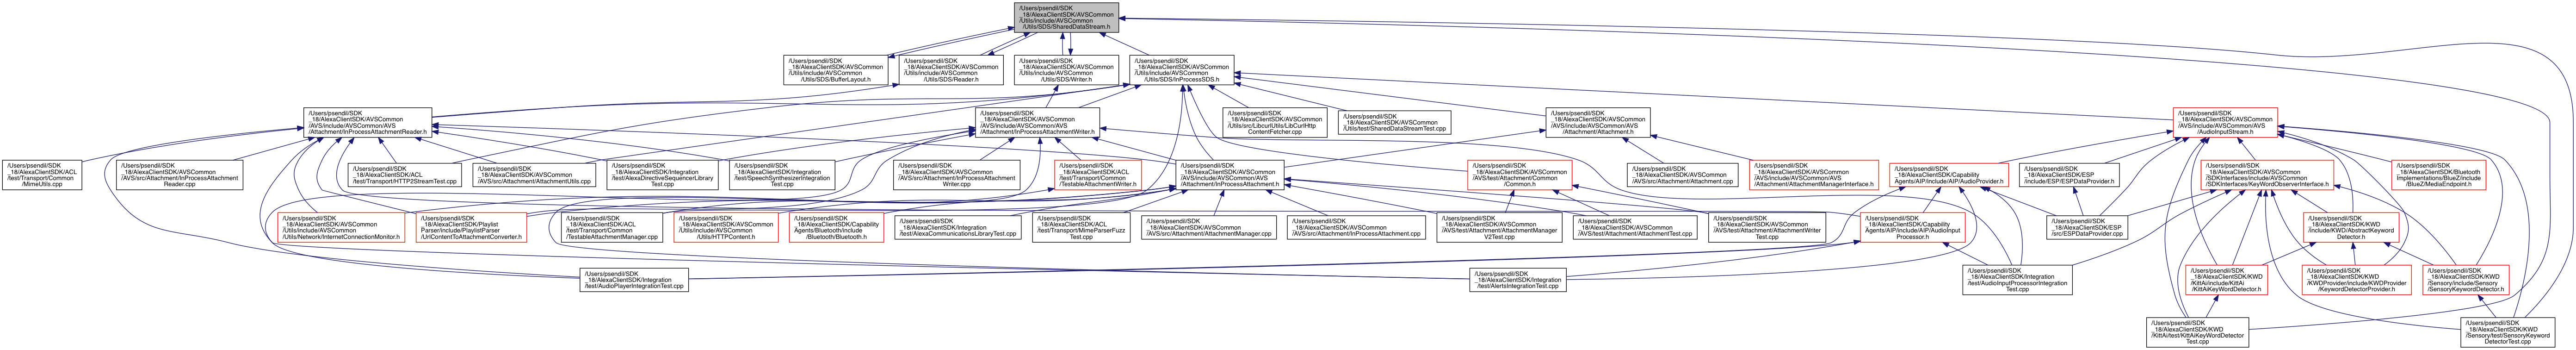 /Users/psendil/SDK
_18/AlexaClientSDK/AVSCommon
/Utils/include/AVSCommon
/Utils/SDS/SharedDataStream.h
/Users/psendil/SDK
_18/AlexaClientSDK/AVSCommon
/Utils/include/AVSCommon
/Utils/SDS/BufferLayout.h
/Users/psendil/SDK
_18/AlexaClientSDK/AVSCommon
/Utils/include/AVSCommon
/Utils/SDS/Reader.h
/Users/psendil/SDK
_18/AlexaClientSDK/AVSCommon
/Utils/include/AVSCommon
/Utils/SDS/Writer.h
/Users/psendil/SDK
_18/AlexaClientSDK/AVSCommon
/Utils/include/AVSCommon
/Utils/SDS/InProcessSDS.h
/Users/psendil/SDK
_18/AlexaClientSDK/AVSCommon
/AVS/include/AVSCommon/AVS
/Attachment/InProcessAttachmentReader.h
/Users/psendil/SDK
_18/AlexaClientSDK/AVSCommon
/AVS/include/AVSCommon/AVS
/Attachment/InProcessAttachmentWriter.h
/Users/psendil/SDK
_18/AlexaClientSDK/AVSCommon
/Utils/src/LibcurlUtils/LibCurlHttp
ContentFetcher.cpp
/Users/psendil/SDK
_18/AlexaClientSDK/AVSCommon
/Utils/test/SharedDataStreamTest.cpp
/Users/psendil/SDK
_18/AlexaClientSDK/AVSCommon
/AVS/include/AVSCommon/AVS
/Attachment/Attachment.h
/Users/psendil/SDK
_18/AlexaClientSDK/AVSCommon
/AVS/include/AVSCommon/AVS
/AudioInputStream.h
/Users/psendil/SDK
_18/AlexaClientSDK/ACL
/test/Transport/Common
/MimeUtils.cpp
/Users/psendil/SDK
_18/AlexaClientSDK/AVSCommon
/AVS/src/Attachment/InProcessAttachment
Reader.cpp
/Users/psendil/SDK
_18/AlexaClientSDK/ACL
/test/Transport/HTTP2StreamTest.cpp
/Users/psendil/SDK
_18/AlexaClientSDK/AVSCommon
/AVS/src/Attachment/AttachmentUtils.cpp
/Users/psendil/SDK
_18/AlexaClientSDK/Integration
/test/AlexaDirectiveSequencerLibrary
Test.cpp
/Users/psendil/SDK
_18/AlexaClientSDK/Integration
/test/SpeechSynthesizerIntegration
Test.cpp
/Users/psendil/SDK
_18/AlexaClientSDK/AVSCommon
/AVS/src/Attachment/InProcessAttachment
Writer.cpp
/Users/psendil/SDK
_18/AlexaClientSDK/ACL
/test/Transport/Common
/TestableAttachmentWriter.h
/Users/psendil/SDK
_18/AlexaClientSDK/AVSCommon
/AVS/include/AVSCommon/AVS
/Attachment/InProcessAttachment.h
/Users/psendil/SDK
_18/AlexaClientSDK/AVSCommon
/AVS/test/Attachment/Common
/Common.h
/Users/psendil/SDK
_18/AlexaClientSDK/AVSCommon
/AVS/src/Attachment/Attachment.cpp
/Users/psendil/SDK
_18/AlexaClientSDK/AVSCommon
/AVS/include/AVSCommon/AVS
/Attachment/AttachmentManagerInterface.h
/Users/psendil/SDK
_18/AlexaClientSDK/Capability
Agents/AIP/include/AIP/AudioProvider.h
/Users/psendil/SDK
_18/AlexaClientSDK/ESP
/include/ESP/ESPDataProvider.h
/Users/psendil/SDK
_18/AlexaClientSDK/AVSCommon
/SDKInterfaces/include/AVSCommon
/SDKInterfaces/KeyWordObserverInterface.h
/Users/psendil/SDK
_18/AlexaClientSDK/Bluetooth
Implementations/BlueZ/include
/BlueZ/MediaEndpoint.h
/Users/psendil/SDK
_18/AlexaClientSDK/AVSCommon
/Utils/include/AVSCommon
/Utils/Network/InternetConnectionMonitor.h
/Users/psendil/SDK
_18/AlexaClientSDK/Playlist
Parser/include/PlaylistParser
/UrlContentToAttachmentConverter.h
/Users/psendil/SDK
_18/AlexaClientSDK/ACL
/test/Transport/Common
/TestableAttachmentManager.cpp
/Users/psendil/SDK
_18/AlexaClientSDK/AVSCommon
/Utils/include/AVSCommon
/Utils/HTTPContent.h
/Users/psendil/SDK
_18/AlexaClientSDK/Capability
Agents/Bluetooth/include
/Bluetooth/Bluetooth.h
/Users/psendil/SDK
_18/AlexaClientSDK/Integration
/test/AlexaCommunicationsLibraryTest.cpp
/Users/psendil/SDK
_18/AlexaClientSDK/ACL
/test/Transport/MimeParserFuzz
Test.cpp
/Users/psendil/SDK
_18/AlexaClientSDK/AVSCommon
/AVS/src/Attachment/AttachmentManager.cpp
/Users/psendil/SDK
_18/AlexaClientSDK/AVSCommon
/AVS/src/Attachment/InProcessAttachment.cpp
/Users/psendil/SDK
_18/AlexaClientSDK/AVSCommon
/AVS/test/Attachment/AttachmentManager
V2Test.cpp
/Users/psendil/SDK
_18/AlexaClientSDK/AVSCommon
/AVS/test/Attachment/AttachmentTest.cpp
/Users/psendil/SDK
_18/AlexaClientSDK/AVSCommon
/AVS/test/Attachment/AttachmentWriter
Test.cpp
/Users/psendil/SDK
_18/AlexaClientSDK/Capability
Agents/AIP/include/AIP/AudioInput
Processor.h
/Users/psendil/SDK
_18/AlexaClientSDK/ESP
/src/ESPDataProvider.cpp
/Users/psendil/SDK
_18/AlexaClientSDK/KWD
/include/KWD/AbstractKeyword
Detector.h
/Users/psendil/SDK
_18/AlexaClientSDK/Integration
/test/AudioPlayerIntegrationTest.cpp
/Users/psendil/SDK
_18/AlexaClientSDK/Integration
/test/AlertsIntegrationTest.cpp
/Users/psendil/SDK
_18/AlexaClientSDK/Integration
/test/AudioInputProcessorIntegration
Test.cpp
/Users/psendil/SDK
_18/AlexaClientSDK/KWD
/KittAi/include/KittAi
/KittAiKeyWordDetector.h
/Users/psendil/SDK
_18/AlexaClientSDK/KWD
/KWDProvider/include/KWDProvider
/KeywordDetectorProvider.h
/Users/psendil/SDK
_18/AlexaClientSDK/KWD
/Sensory/include/Sensory
/SensoryKeywordDetector.h
/Users/psendil/SDK
_18/AlexaClientSDK/KWD
/KittAi/test/KittAiKeyWordDetector
Test.cpp
/Users/psendil/SDK
_18/AlexaClientSDK/KWD
/Sensory/test/SensoryKeyword
DetectorTest.cpp